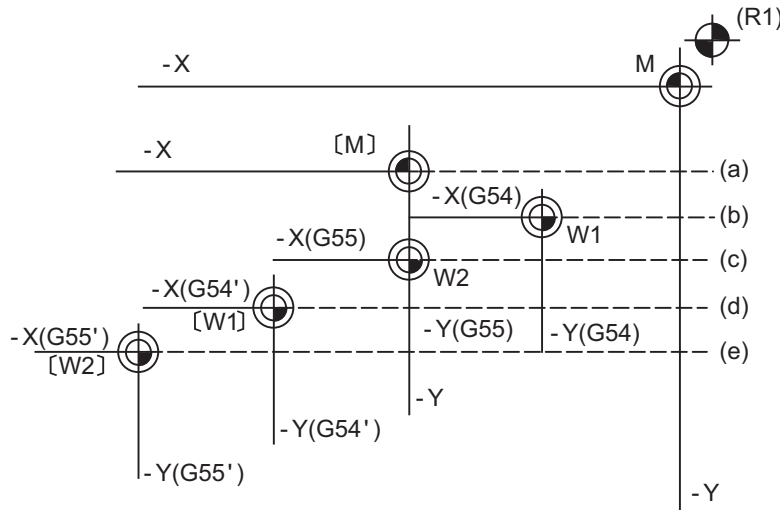 (R1)
M
-X
〔M〕
-X
(a)
-X(G54)
(b)
W1
-X(G55)
(c)
W2
-X(G54')
(d)
〔W1〕
-Y(G55)
-Y(G54)
-X(G55')
(e)
〔W2〕
-Y
-Y(G54')
-Y(G55')
-Y